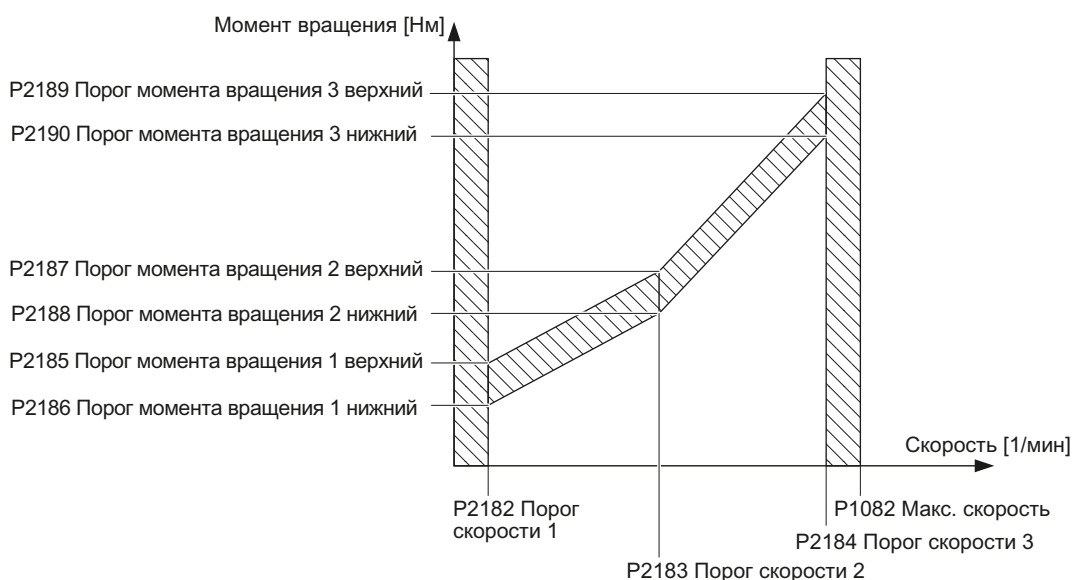 Момент вращения [Нм]
P2189 Порог момента вращения 3 верхний
P2190 Порог момента вращения 3 нижний
P2187 Порог момента вращения 2 верхний
P2188 Порог момента вращения 2 нижний
P2185 Порог момента вращения 1 верхний
P2186 Порог момента вращения 1 нижний
Скорость [1/мин]
P2182 Порог
скорости 1
P1082 Макс. скорость
P2184 Порог скорости 3
P2183 Порог скорости 2